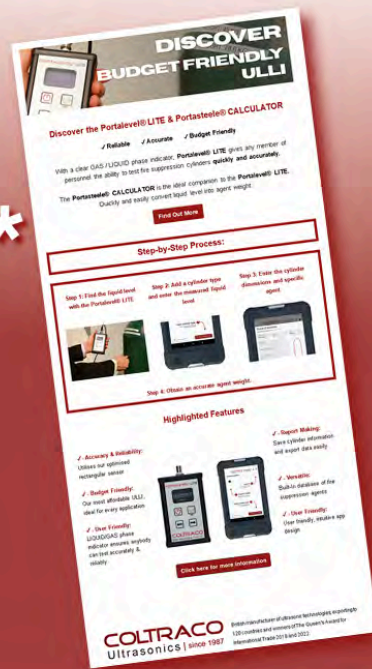 DISCOVER
BUDGET FRIENDLY
ULLI
Discover the Portalevel® LITE & Portasteele® CALCULATOR
✓Reliable ✓Accurate ✓Budget Friendly
With a clear GAS / LIQUID phase indicator, Portalevel® LITE gives any member of
personnel the ability to test fire suppression cylinders quickly and accurately.
The Portasteele® CALCULATOR is the ideal companion to the Portalevel® LITE.
Quickly and easily convert liquid level into agent weight.
Find Out More
*
Step-by-Step Process:
Step 1: Find the liquid level
with the Portalevel® LITE
Step 2: Add a cylinder type
and enter the measured liquid
level
Step 3: Enter the cylinder
dimensions and specific
agent
Step 4: Obtain an accurate agent weight.
Highlighted Features
✓ - Accuracy & Reliability:
Utilises our optimised
rectangular sensor
✓ - Budget Friendly:
Our most affordable ULLI,
ideal for every application
✓ - User Friendly:
LIQUID/GAS phase
indicator ensures anybody
can test accurately &
reliably
✓ - Report Making:
Save cylinder information
and export data easily
✓ - Versatile:
Built-in database of fire
suppression agents
✓ - User Friendly:
User friendly, intuitive app
design
COLTRACO
Click here for more information
COLTRACO
Ultrasonics | since 1987
British manufacturer of ultrasonic technologies, exporting to
120 countries and winners of The Queen's Award for
International Trade 2019 and 2022.